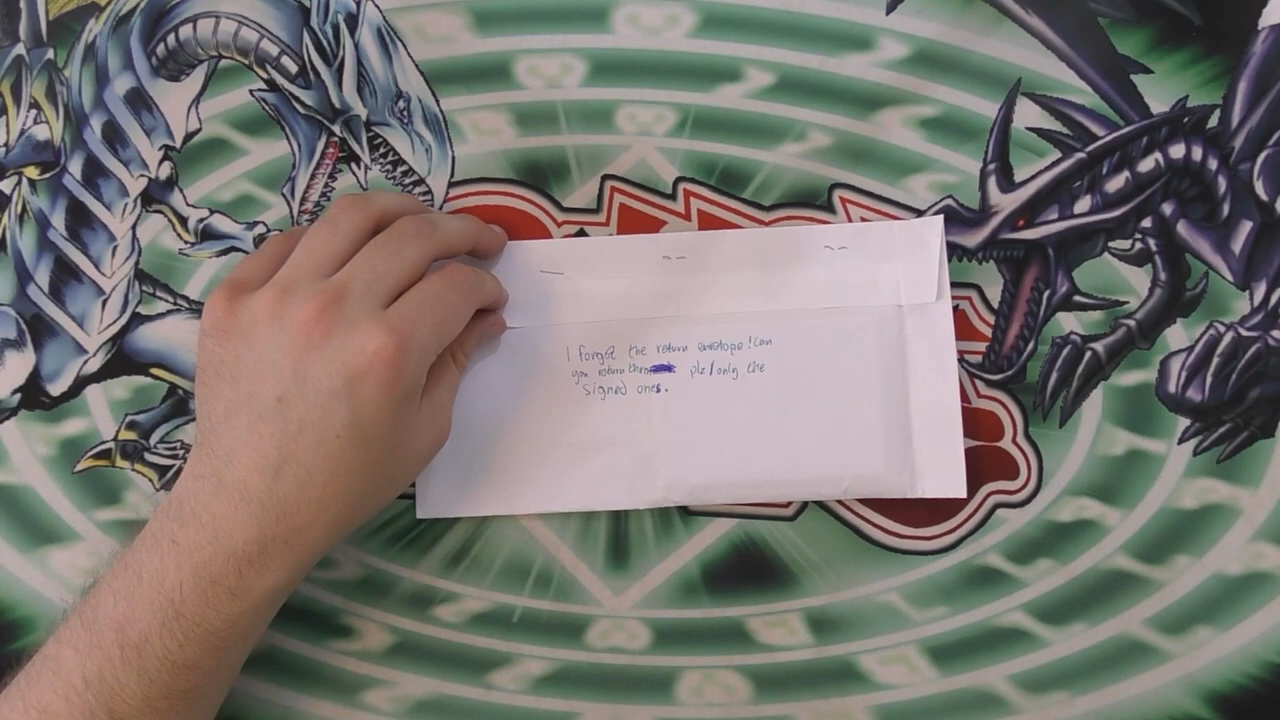 I forgot the return envelope! Can
you return them plz/only the
signed ones.